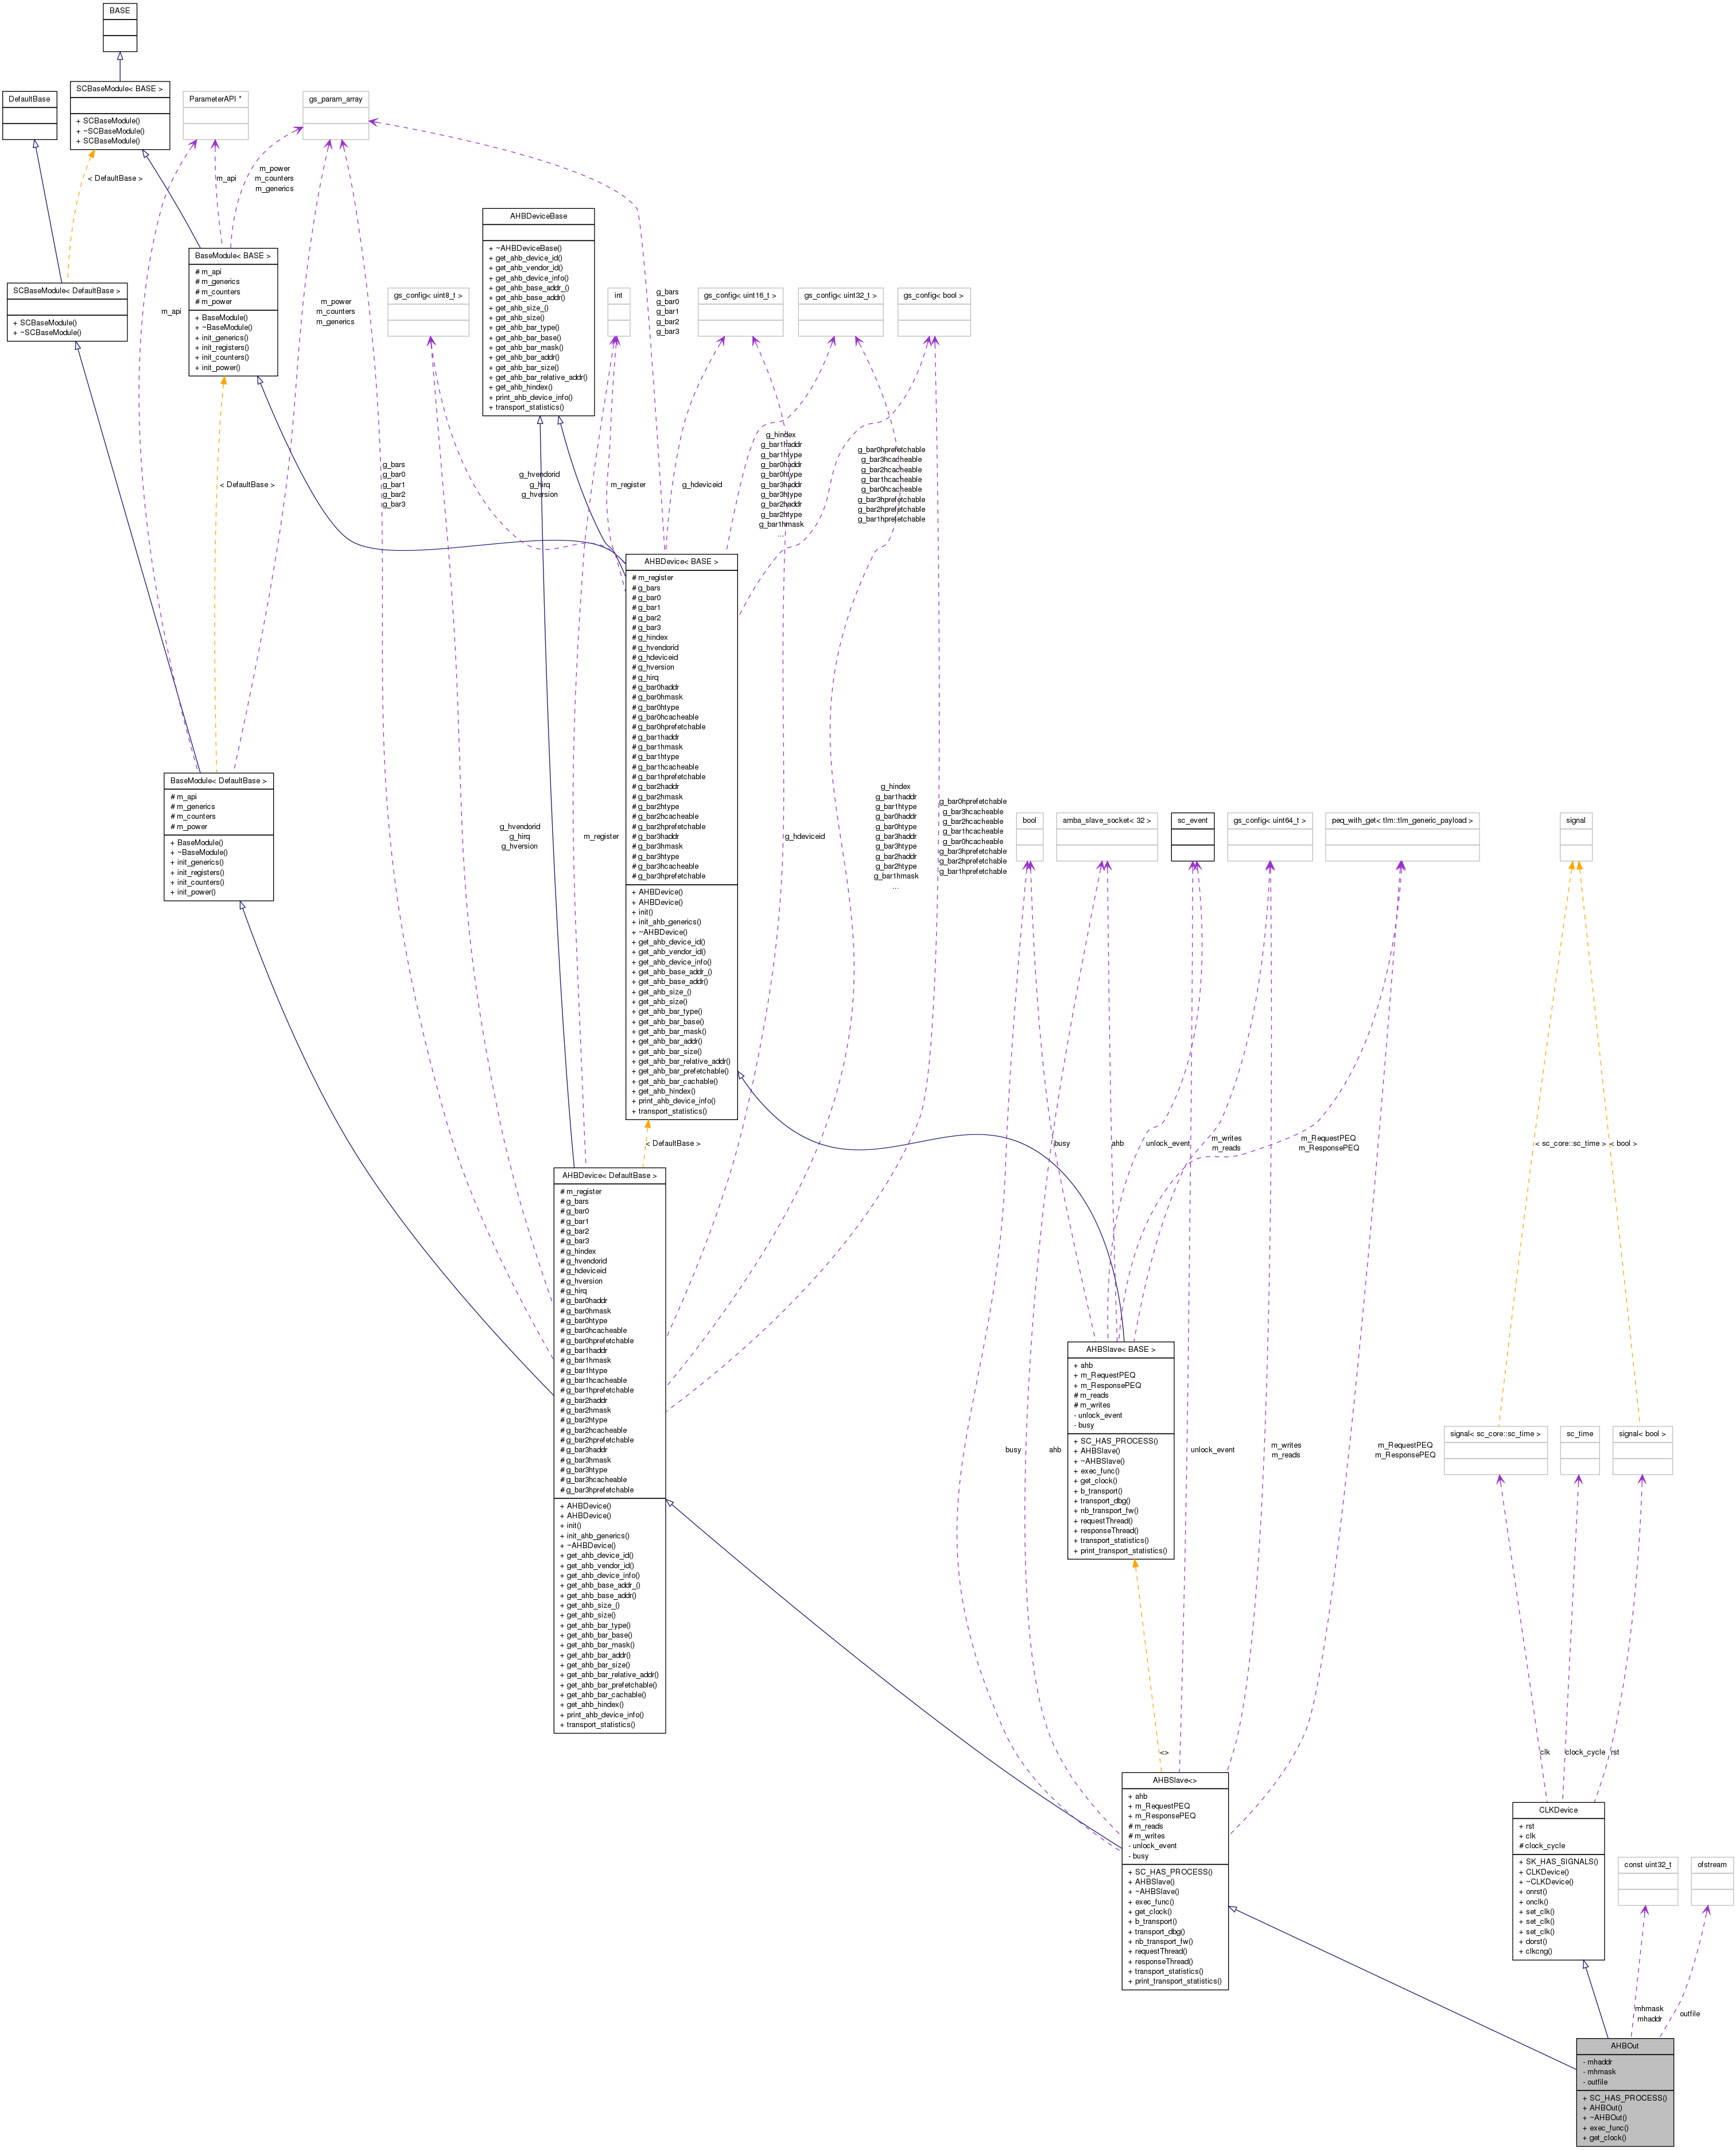 BASE
SCBaseModule< BASE >
+ SCBaseModule()
+ ~SCBaseModule()
+ SCBaseModule()
DefaultBase
ParameterAPI *
gs_param_array
< DefaultBase >
m_api
m_power
m_counters
m_generics
AHBDeviceBase
+ ~AHBDeviceBase()
+ get_ahb_device_id()
+ get_ahb_vendor_id()
+ get_ahb_device_info()
+ get_ahb_base_addr_()
+ get_ahb_base_addr()
+ get_ahb_size_()
+ get_ahb_size()
+ get_ahb_bar_type()
+ get_ahb_bar_base()
+ get_ahb_bar_mask()
+ get_ahb_bar_addr()
+ get_ahb_bar_size()
+ get_ahb_bar_relative_addr()
+ get_ahb_hindex()
+ print_ahb_device_info()
+ transport_statistics()
BaseModule< BASE >
# m_api
# m_generics
# m_counters
# m_power
+ BaseModule()
+ ~BaseModule()
+ init_generics()
+ init_registers()
+ init_counters()
+ init_power()
SCBaseModule< DefaultBase >
+ SCBaseModule()
+ ~SCBaseModule()
m_api
m_power
m_counters
m_generics
gs_config< uint8_t >
int
g_bars
g_bar0
g_bar1
g_bar2
g_bar3
gs_config< uint16_t >
gs_config< uint32_t >
gs_config< bool >
< DefaultBase >
g_bars
g_bar0
g_bar1
g_bar2
g_bar3
g_hvendorid
g_hirq
g_hversion
m_register
g_hdeviceid
g_hindex
g_bar1haddr
g_bar1htype
g_bar0haddr
g_bar0htype
g_bar3haddr
g_bar3htype
g_bar2haddr
g_bar2htype
g_bar1hmask
...
g_bar0hprefetchable
g_bar3hcacheable
g_bar2hcacheable
g_bar1hcacheable
g_bar0hcacheable
g_bar3hprefetchable
g_bar2hprefetchable
g_bar1hprefetchable
AHBDevice< BASE >
# m_register
# g_bars
# g_bar0
# g_bar1
# g_bar2
# g_bar3
# g_hindex
# g_hvendorid
# g_hdeviceid
# g_hversion
# g_hirq
# g_bar0haddr
# g_bar0hmask
# g_bar0htype
# g_bar0hcacheable
# g_bar0hprefetchable
# g_bar1haddr
# g_bar1hmask
# g_bar1htype
# g_bar1hcacheable
# g_bar1hprefetchable
# g_bar2haddr
# g_bar2hmask
# g_bar2htype
# g_bar2hcacheable
# g_bar2hprefetchable
# g_bar3haddr
# g_bar3hmask
# g_bar3htype
# g_bar3hcacheable
# g_bar3hprefetchable
+ AHBDevice()
+ AHBDevice()
+ init()
+ init_ahb_generics()
+ ~AHBDevice()
+ get_ahb_device_id()
+ get_ahb_vendor_id()
+ get_ahb_device_info()
+ get_ahb_base_addr_()
+ get_ahb_base_addr()
+ get_ahb_size_()
+ get_ahb_size()
+ get_ahb_bar_type()
+ get_ahb_bar_base()
+ get_ahb_bar_mask()
+ get_ahb_bar_addr()
+ get_ahb_bar_size()
+ get_ahb_bar_relative_addr()
+ get_ahb_bar_prefetchable()
+ get_ahb_bar_cachable()
+ get_ahb_hindex()
+ print_ahb_device_info()
+ transport_statistics()
BaseModule< DefaultBase >
# m_api
# m_generics
# m_counters
# m_power
+ BaseModule()
+ ~BaseModule()
+ init_generics()
+ init_registers()
+ init_counters()
+ init_power()
g_hvendorid
g_hirq
g_hversion
m_register
g_hdeviceid
g_hindex
g_bar1haddr
g_bar1htype
g_bar0haddr
g_bar0htype
g_bar3haddr
g_bar3htype
g_bar2haddr
g_bar2htype
g_bar1hmask
...
g_bar0hprefetchable
g_bar3hcacheable
g_bar2hcacheable
g_bar1hcacheable
g_bar0hcacheable
g_bar3hprefetchable
g_bar2hprefetchable
g_bar1hprefetchable
bool
amba_slave_socket< 32 >
sc_event
gs_config< uint64_t >
peq_with_get< tlm::tlm_generic_payload >
signal
< DefaultBase >
busy
ahb
unlock_event
m_writes
m_reads
m_RequestPEQ
m_ResponsePEQ
< sc_core::sc_time >
< bool >
AHBDevice< DefaultBase >
# m_register
# g_bars
# g_bar0
# g_bar1
# g_bar2
# g_bar3
# g_hindex
# g_hvendorid
# g_hdeviceid
# g_hversion
# g_hirq
# g_bar0haddr
# g_bar0hmask
# g_bar0htype
# g_bar0hcacheable
# g_bar0hprefetchable
# g_bar1haddr
# g_bar1hmask
# g_bar1htype
# g_bar1hcacheable
# g_bar1hprefetchable
# g_bar2haddr
# g_bar2hmask
# g_bar2htype
# g_bar2hcacheable
# g_bar2hprefetchable
# g_bar3haddr
# g_bar3hmask
# g_bar3htype
# g_bar3hcacheable
# g_bar3hprefetchable
+ AHBDevice()
+ AHBDevice()
+ init()
+ init_ahb_generics()
+ ~AHBDevice()
+ get_ahb_device_id()
+ get_ahb_vendor_id()
+ get_ahb_device_info()
+ get_ahb_base_addr_()
+ get_ahb_base_addr()
+ get_ahb_size_()
+ get_ahb_size()
+ get_ahb_bar_type()
+ get_ahb_bar_base()
+ get_ahb_bar_mask()
+ get_ahb_bar_addr()
+ get_ahb_bar_size()
+ get_ahb_bar_relative_addr()
+ get_ahb_bar_prefetchable()
+ get_ahb_bar_cachable()
+ get_ahb_hindex()
+ print_ahb_device_info()
+ transport_statistics()
AHBSlave< BASE >
+ ahb
+ m_RequestPEQ
+ m_ResponsePEQ
# m_reads
# m_writes
- unlock_event
- busy
+ SC_HAS_PROCESS()
+ AHBSlave()
+ ~AHBSlave()
+ exec_func()
+ get_clock()
+ b_transport()
+ transport_dbg()
+ nb_transport_fw()
+ requestThread()
+ responseThread()
+ transport_statistics()
+ print_transport_statistics()
busy
ahb
unlock_event
m_writes
m_reads
m_RequestPEQ
m_ResponsePEQ
signal< sc_core::sc_time >
sc_time
signal< bool >
<>
clk
clock_cycle
rst
AHBSlave<>
+ ahb
+ m_RequestPEQ
+ m_ResponsePEQ
# m_reads
# m_writes
- unlock_event
- busy
+ SC_HAS_PROCESS()
+ AHBSlave()
+ ~AHBSlave()
+ exec_func()
+ get_clock()
+ b_transport()
+ transport_dbg()
+ nb_transport_fw()
+ requestThread()
+ responseThread()
+ transport_statistics()
+ print_transport_statistics()
CLKDevice
+ rst
+ clk
# clock_cycle
+ SK_HAS_SIGNALS()
+ CLKDevice()
+ ~CLKDevice()
+ onrst()
+ onclk()
+ set_clk()
+ set_clk()
+ set_clk()
+ dorst()
+ clkcng()
const uint32_t
ofstream
mhmask
mhaddr
outfile
AHBOut
- mhaddr
- mhmask
- outfile
+ SC_HAS_PROCESS()
+ AHBOut()
+ ~AHBOut()
+ exec_func()
+ get_clock()